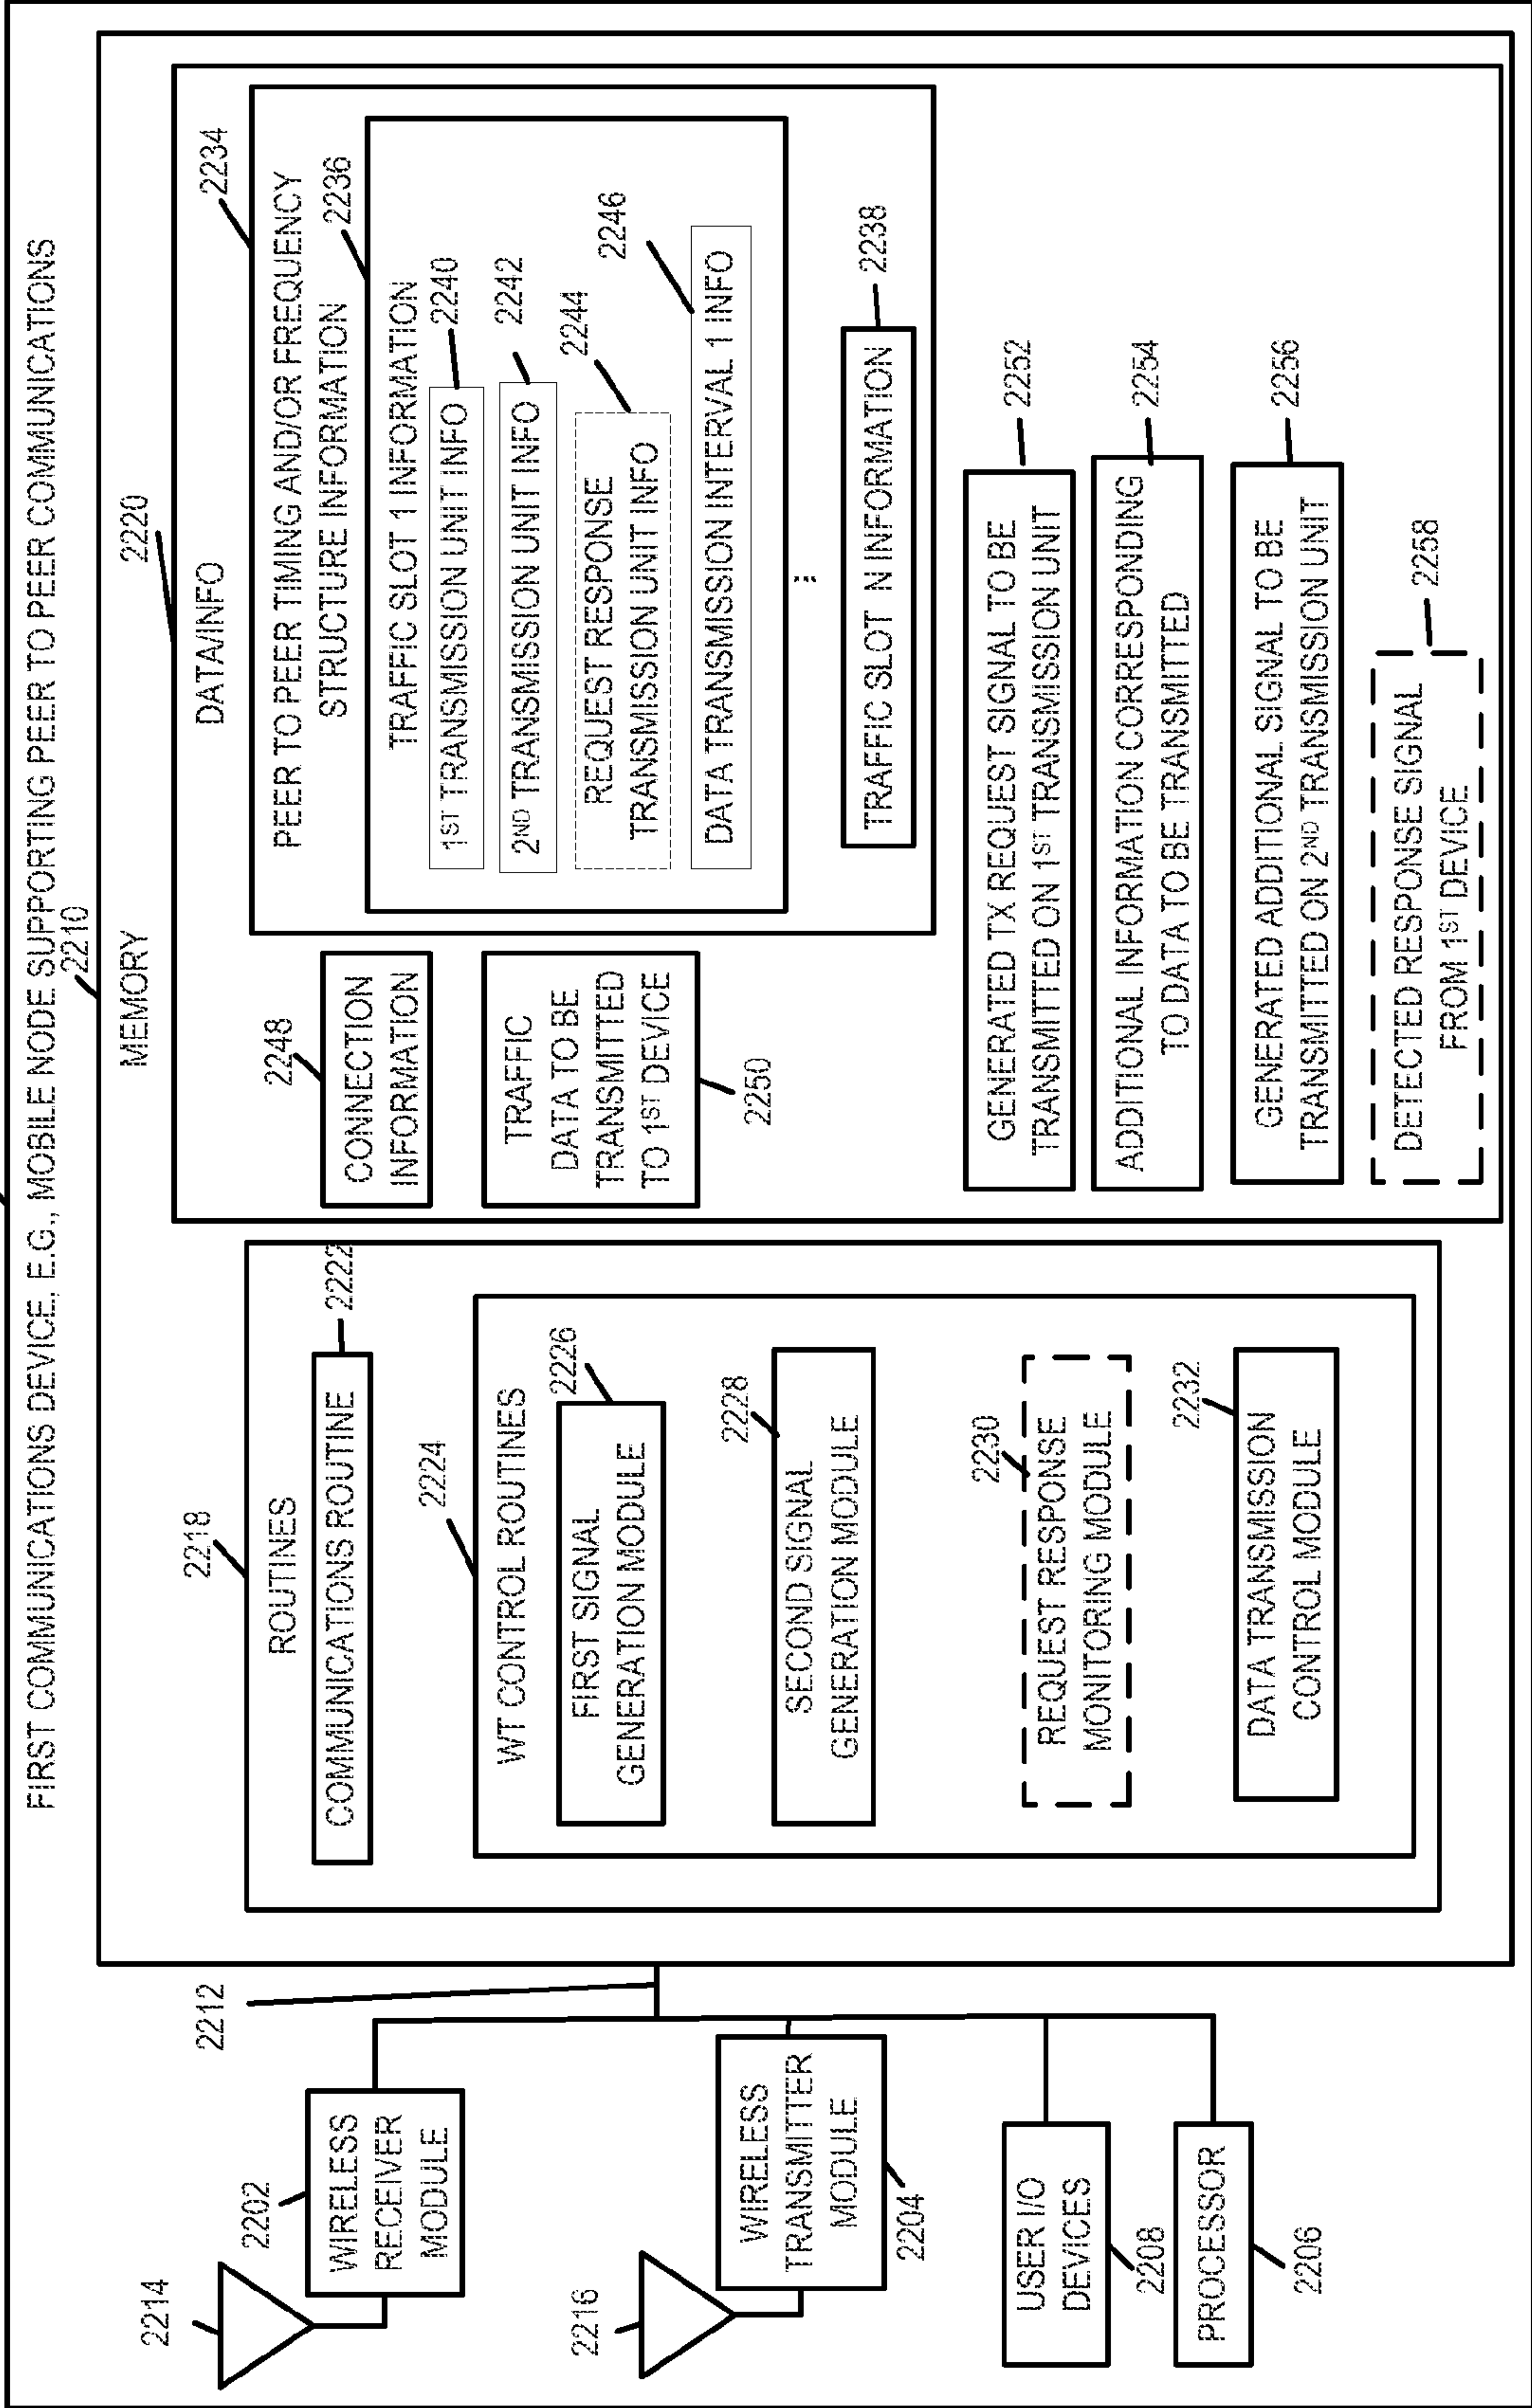 FIRST COMMUNICATIONS DEVICE, E.G., MOBILE NODE SUPPORTING PEER TO PEER COMMUNICATIONS
2210
2214
2202
WIRELESS
RECEIVER
MODULE
2216
WIRELESS
TRANSMITTER
MODULE
2204
USER I/O
DEVICES
2208
PROCESSOR
2206
2212
MEMORY
2218
ROUTINES
COMMUNICATIONS ROUTINE
2222
2224
WT CONTROL ROUTINES
2226
FIRST SIGNAL
GENERATION MODULE
2228
SECOND SIGNAL
GENERATION MODULE
2230
REQUEST RESPONSE
MONITORING MODULE
2232
DATA TRANSMISSION
CONTROL MODULE
2220
DATA/INFO
2248
CONNECTION
INFORMATION
TRAFFIC
DATA TO BE
TRANSMITTED
TO 1ST DEVICE
2250
2234
PEER TO PEER TIMING AND/OR FREQUENCY
STRUCTURE INFORMATION
2236
TRAFFIC SLOT 1 INFORMATION
1ST TRANSMISSION UNIT INFO
2240
2ND TRANSMISSION UNIT INFO
2242
REQUEST RESPONSE
TRANSMISSION UNIT INFO
2244
DATA TRANSMISSION INTERVAL 1 INFO
2246
TRAFFIC SLOT N INFORMATION
2238
GENERATED TX REQUEST SIGNAL TO BE
TRANSMITTED ON 1ST TRANSMISSION UNIT
2252
ADDITIONAL INFORMATION CORRESPONDING
TO DATA TO BE TRANSMITTED
2254
GENERATED ADDITIONAL SIGNAL TO BE
TRANSMITTED ON 2ND TRANSMISSION UNIT
2256
DETECTED RESPONSE SIGNAL
FROM 1ST DEVICE
2258